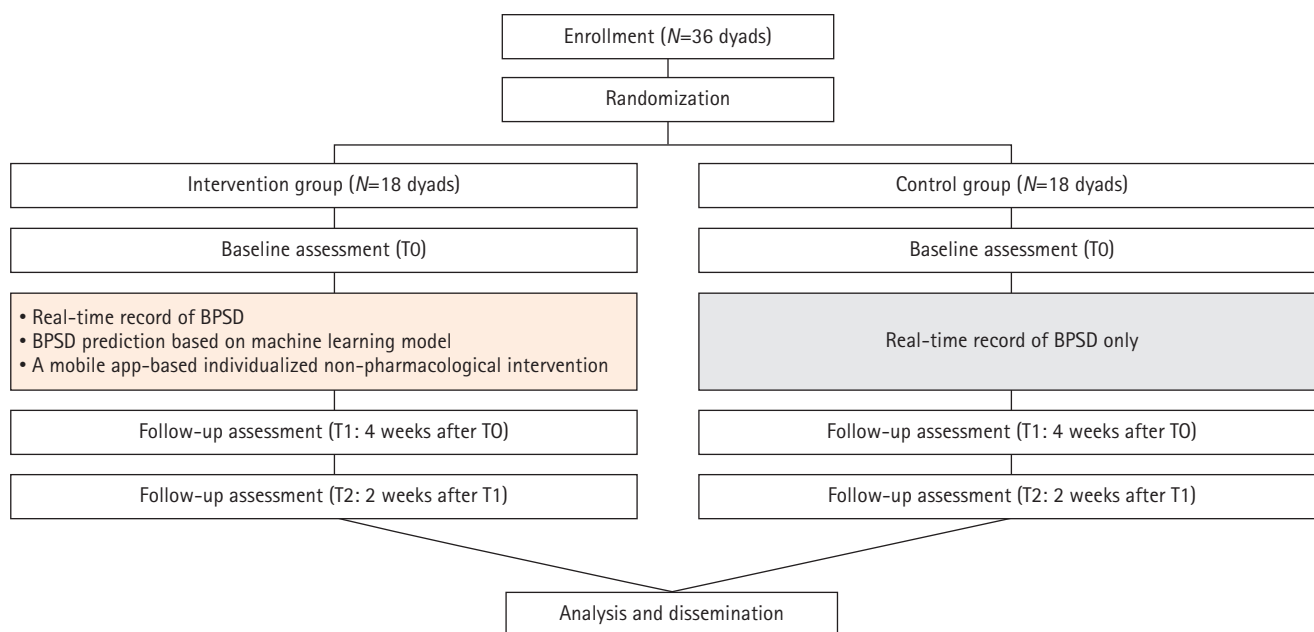 Enrollment (N=36 dyads)
Randomization
Intervention group (N=18 dyads)
Control group (N=18 dyads)
Baseline assessment (T0)
Baseline assessment (T0)
• Real-time record of BPSD
• BPSD prediction based on machine learning model
• A mobile app-based individualized non-pharmacological intervention
Real-time record of BPSD only
Follow-up assessment (T1: 4 weeks after T0)
Follow-up assessment (T1: 4 weeks after T0)
Follow-up assessment (T2: 2 weeks after T1)
Follow-up assessment (T2: 2 weeks after T1)
Analysis and dissemination